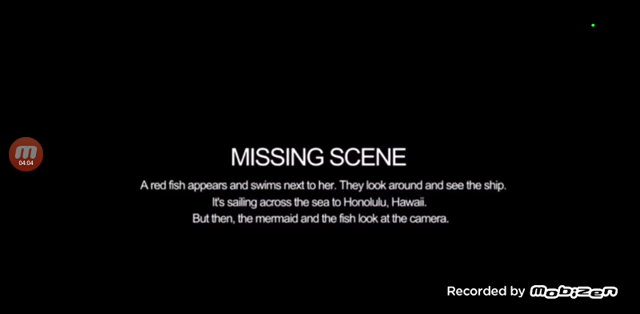 MISSING SCENE
A red fish appears and swims next to her. They look around and see the ship.
04:04
It's sailing across the sea to Honolulu, Hawaii.
But then, the mermaid and the fish look at the camera.
Recorded by Mobizen